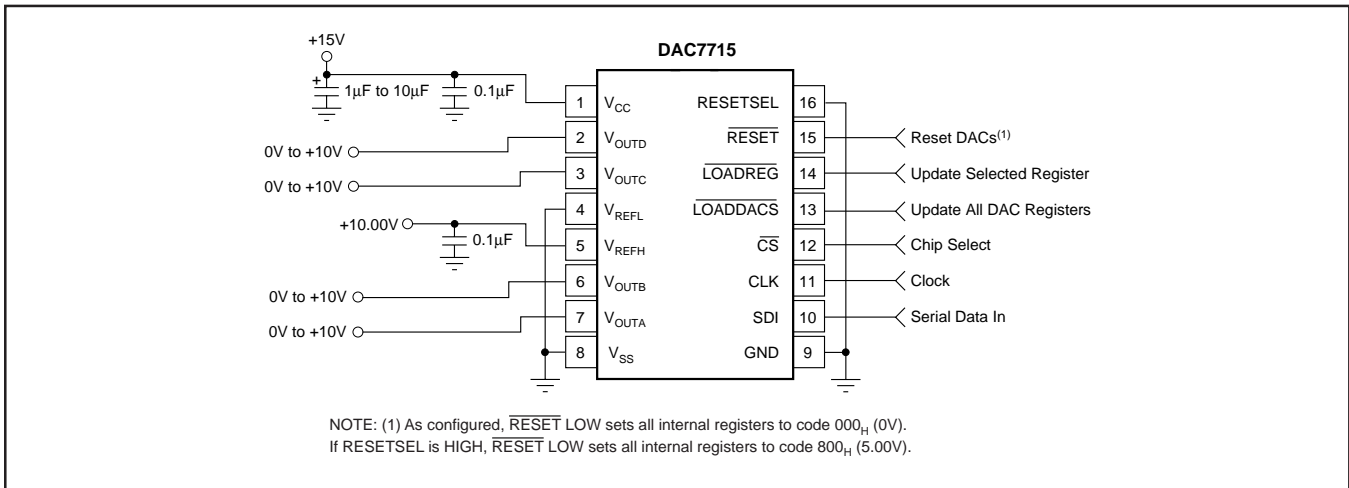 +15V
DAC7715
+
1µF to 10µF
0.1µF
1 V_CC
RESETSEL 16
0V to +10V
2 V_OUTD
RESET 15
Reset DACs(1)
0V to +10V
3 V_OUTC
LOADREG 14
Update Selected Register
4 V_REFL
LOADDACS 13
Update All DAC Registers
+10.00V
0.1µF
5 V_REFH
CS 12
Chip Select
0V to +10V
6 V_OUTB
CLK 11
Clock
0V to +10V
7 V_OUTA
SDI 10
Serial Data In
8 V_SS
GND 9
NOTE: (1) As configured, RESET LOW sets all internal registers to code 000H (0V).
If RESETSEL is HIGH, RESET LOW sets all internal registers to code 800H (5.00V).